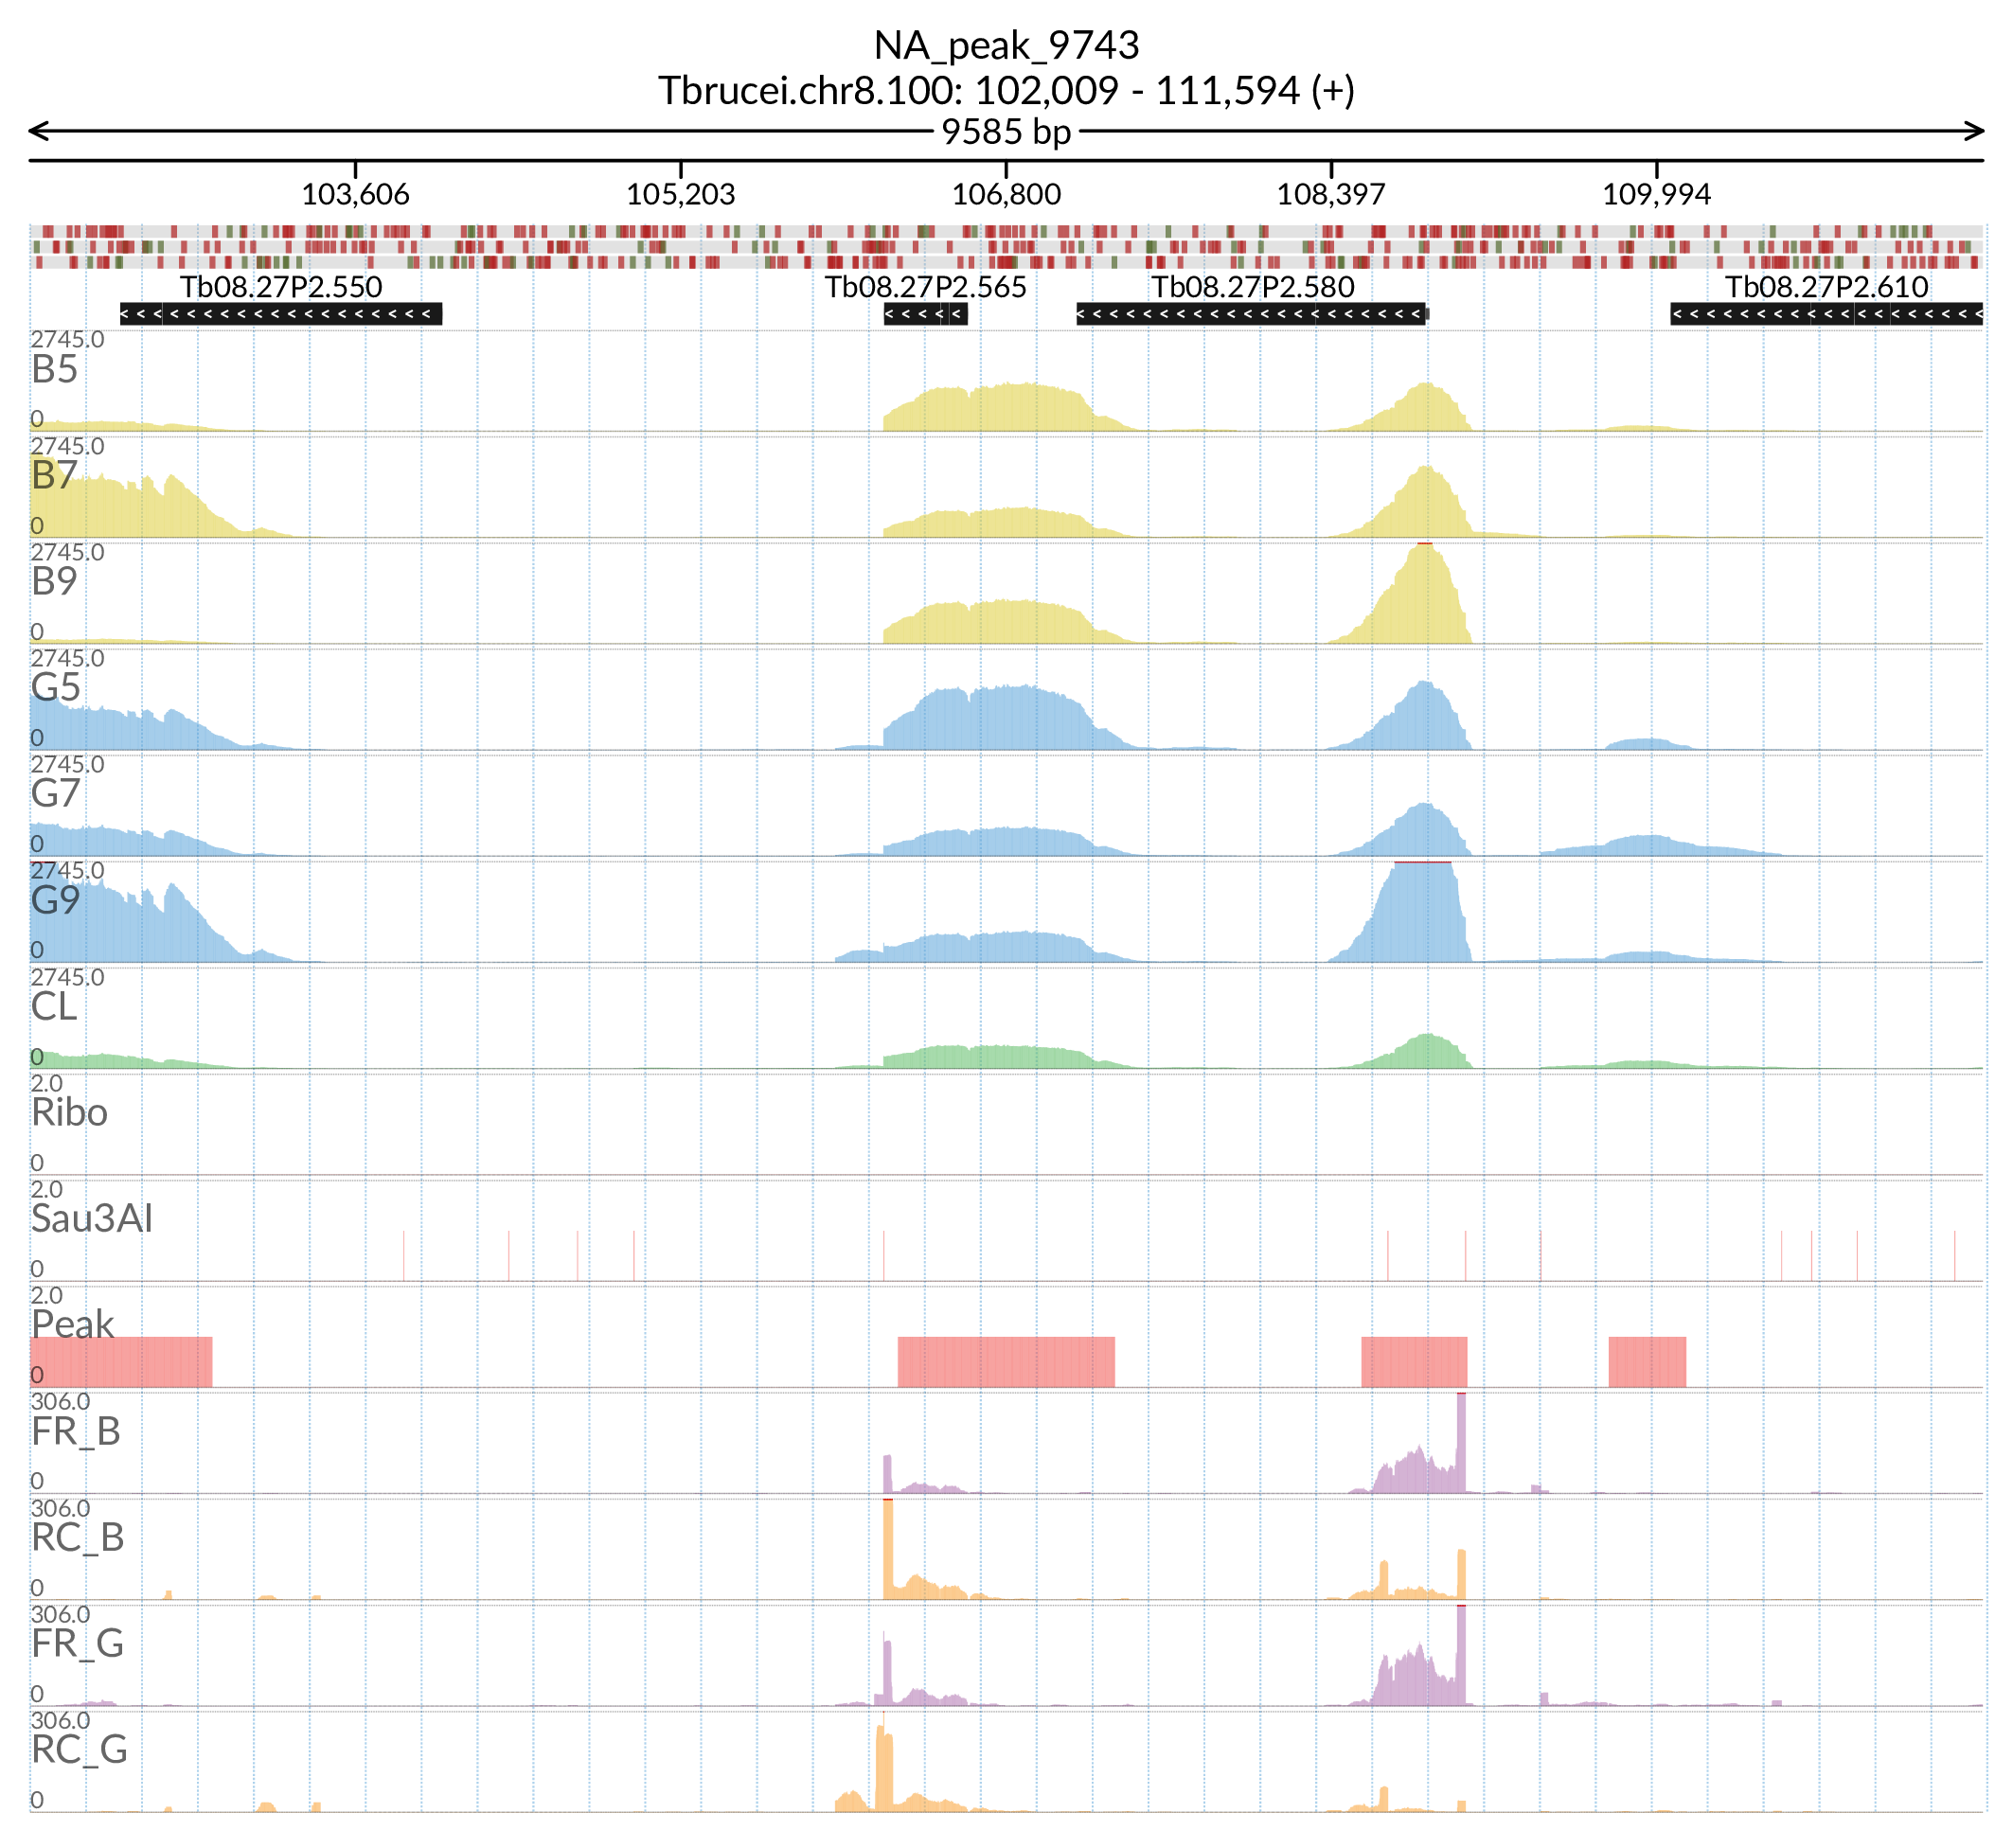 NA_peak_9743
Tbrucei.chr8.100: 102,009 - 111,594 (+)
9585 bp
103,606 105,203 106,800 108,397 109,994
Tb08.27P2.550 Tb08.27P2.565 Tb08.27P2.580 Tb08.27P2.610
2745.0
B5
0
2745.0
B7
0
2745.0
B9
0
2745.0
G5
0
2745.0
G7
0
2745.0
G9
0
2745.0
CL
0
2.0
Ribo
0
2.0
Sau3AI
0
2.0
Peak
0
306.0
FR_B
0
306.0
RC_B
0
306.0
FR_G
0
306.0
RC_G
0